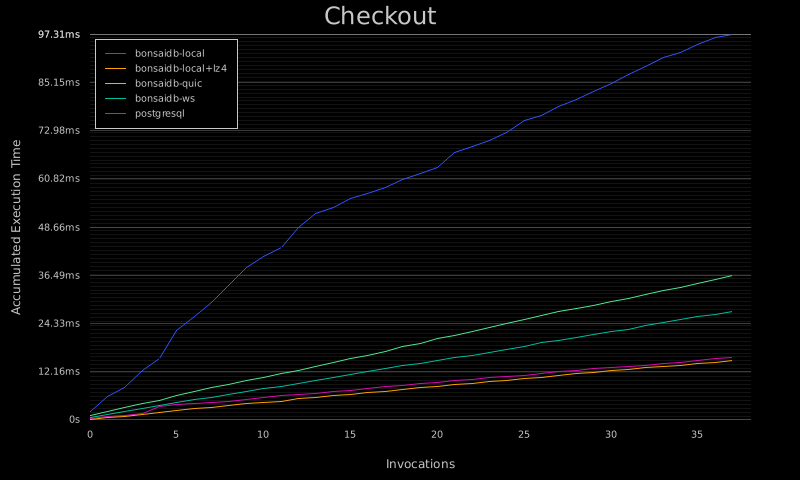 Checkout
97.31ms
85.15ms
72.98ms
60.82ms
48.66ms
36.49ms
24.33ms
12.16ms
0s
bonsaidb-local
bonsaidb-local+lz4
bonsaidb-quic
bonsaidb-ws
postgresql
Accumulated Execution Time
0 5 10 15 20 25 30 35
Invocations